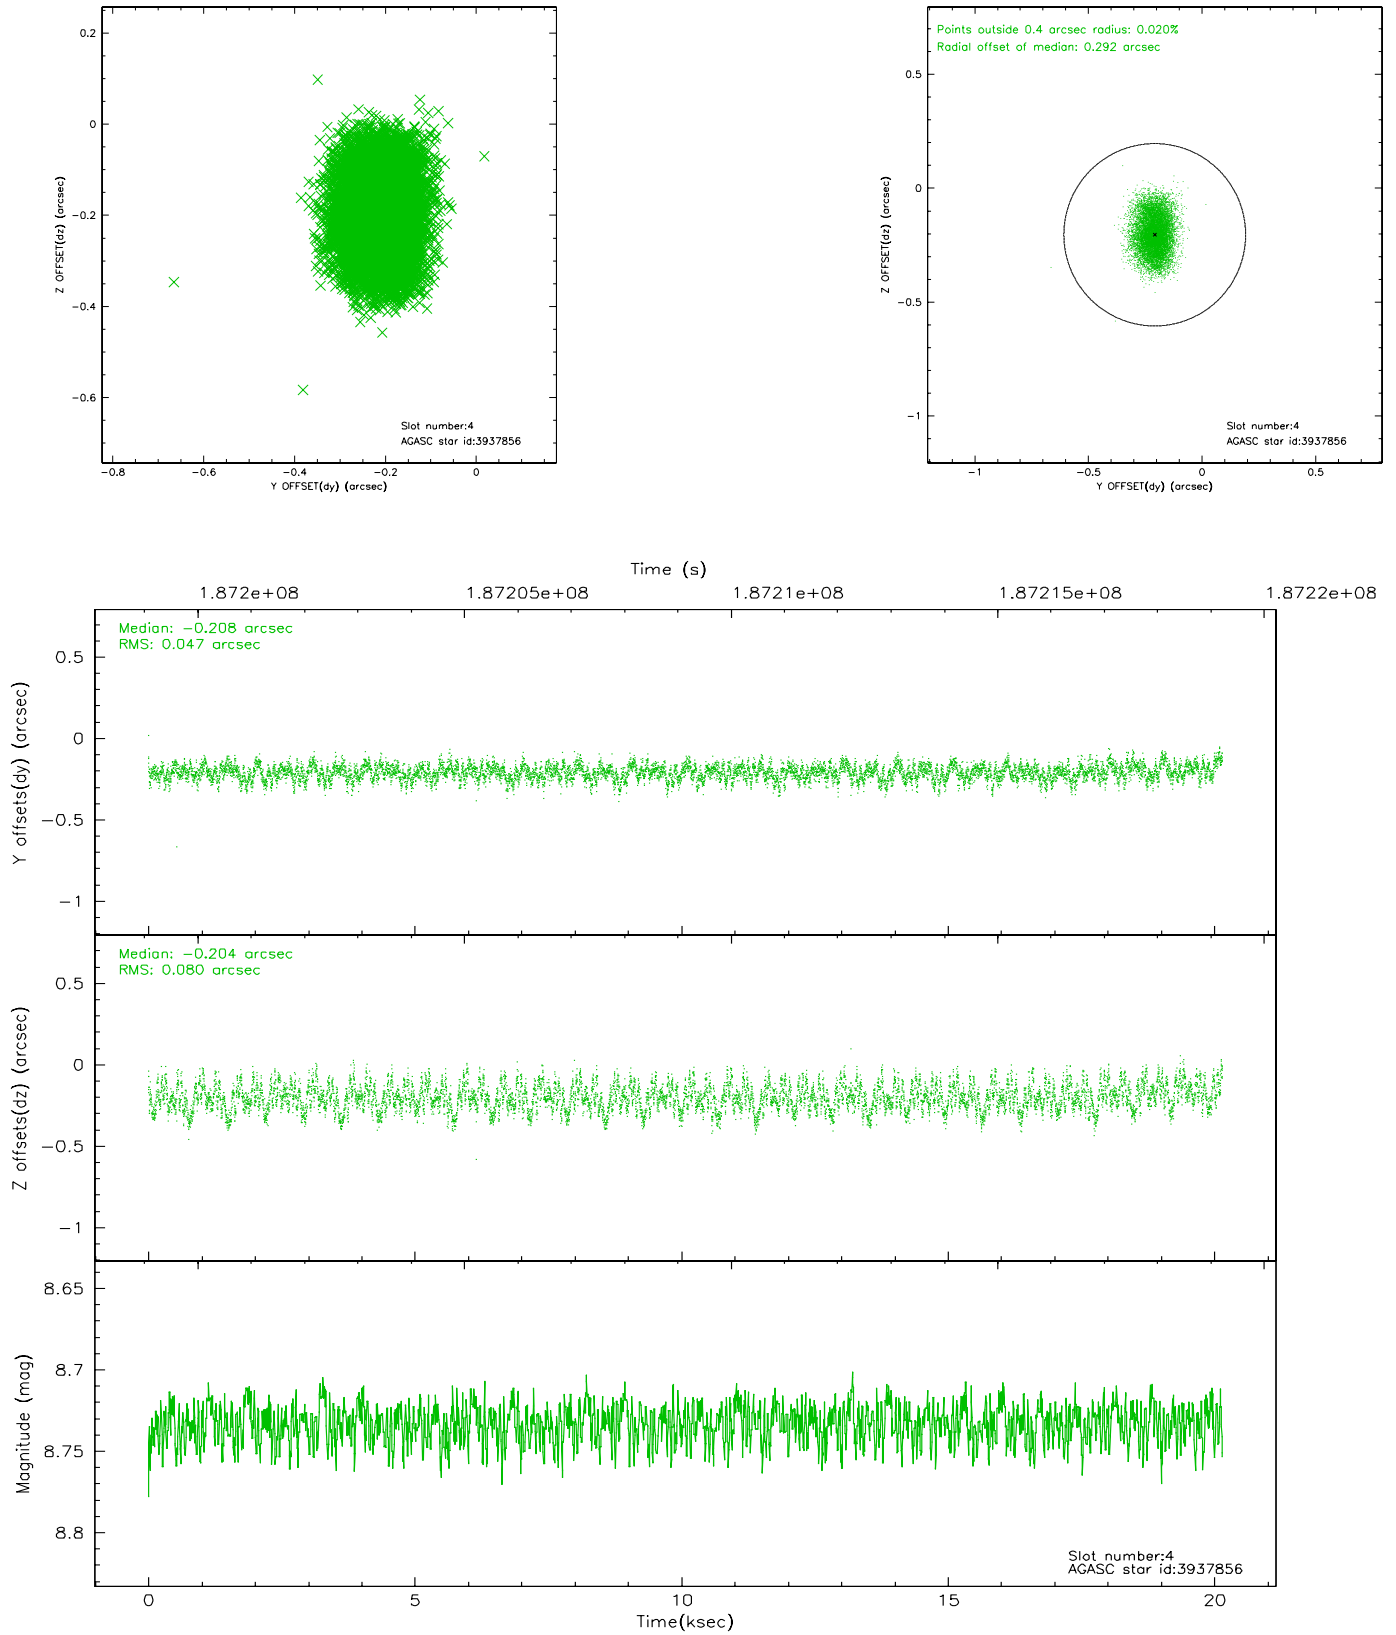 0.2
0
−0.2
−0.4
−0.6
Z OFFSET(dz) (arcsec)
Slot number:4
AGASC star id:3937856
−0.8
−0.6
−0.4
−0.2
0
Y OFFSET(dy) (arcsec)
Points outside 0.4 arcsec radius: 0.020%
Radial offset of median: 0.292 arcsec
0.5
0
−0.5
−1
Z OFFSET(dz) (arcsec)
Slot number:4
AGASC star id:3937856
−1
−0.5
0
0.5
Y OFFSET(dy) (arcsec)
Time (s)
1.872e+08
1.87205e+08
1.8721e+08
1.87215e+08
1.8722e+08
Median: −0.208 arcsec
RMS: 0.047 arcsec
0.5
0
−0.5
−1
Y offsets(dy) (arcsec)
Median: −0.204 arcsec
RMS: 0.080 arcsec
0.5
0
−0.5
−1
Z offsets(dz) (arcsec)
8.65
8.7
8.75
8.8
Magnitude (mag)
Slot number:4
AGASC star id:3937856
0
5
10
15
20
Time(ksec)